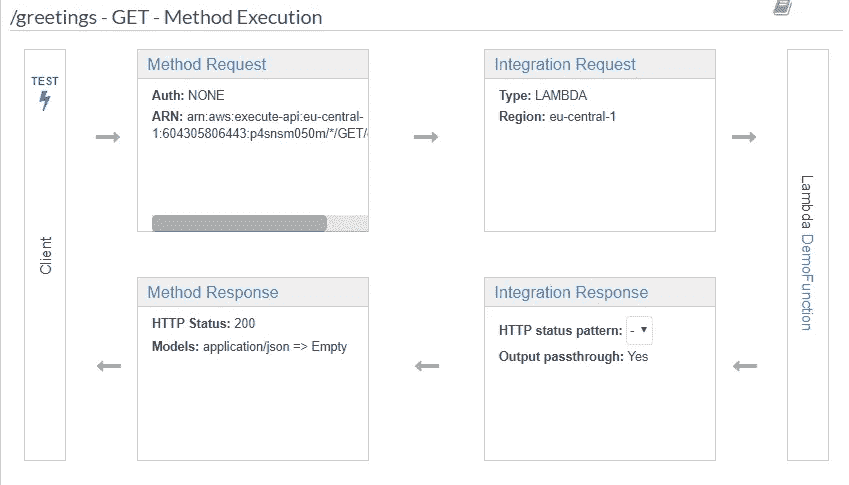 /greetings - GET - Method Execution
TEST
Client
Method Request
Auth: NONE
ARN: arn:aws:execute-api:eu-central-
1:604305806443:p4snsm050m/*/GET/
Integration Request
Type: LAMBDA
Region: eu-central-1
Lambda DemoFunction
Method Response
HTTP Status: 200
Models: application/json => Empty
Integration Response
HTTP status pattern: -
Output passthrough: Yes